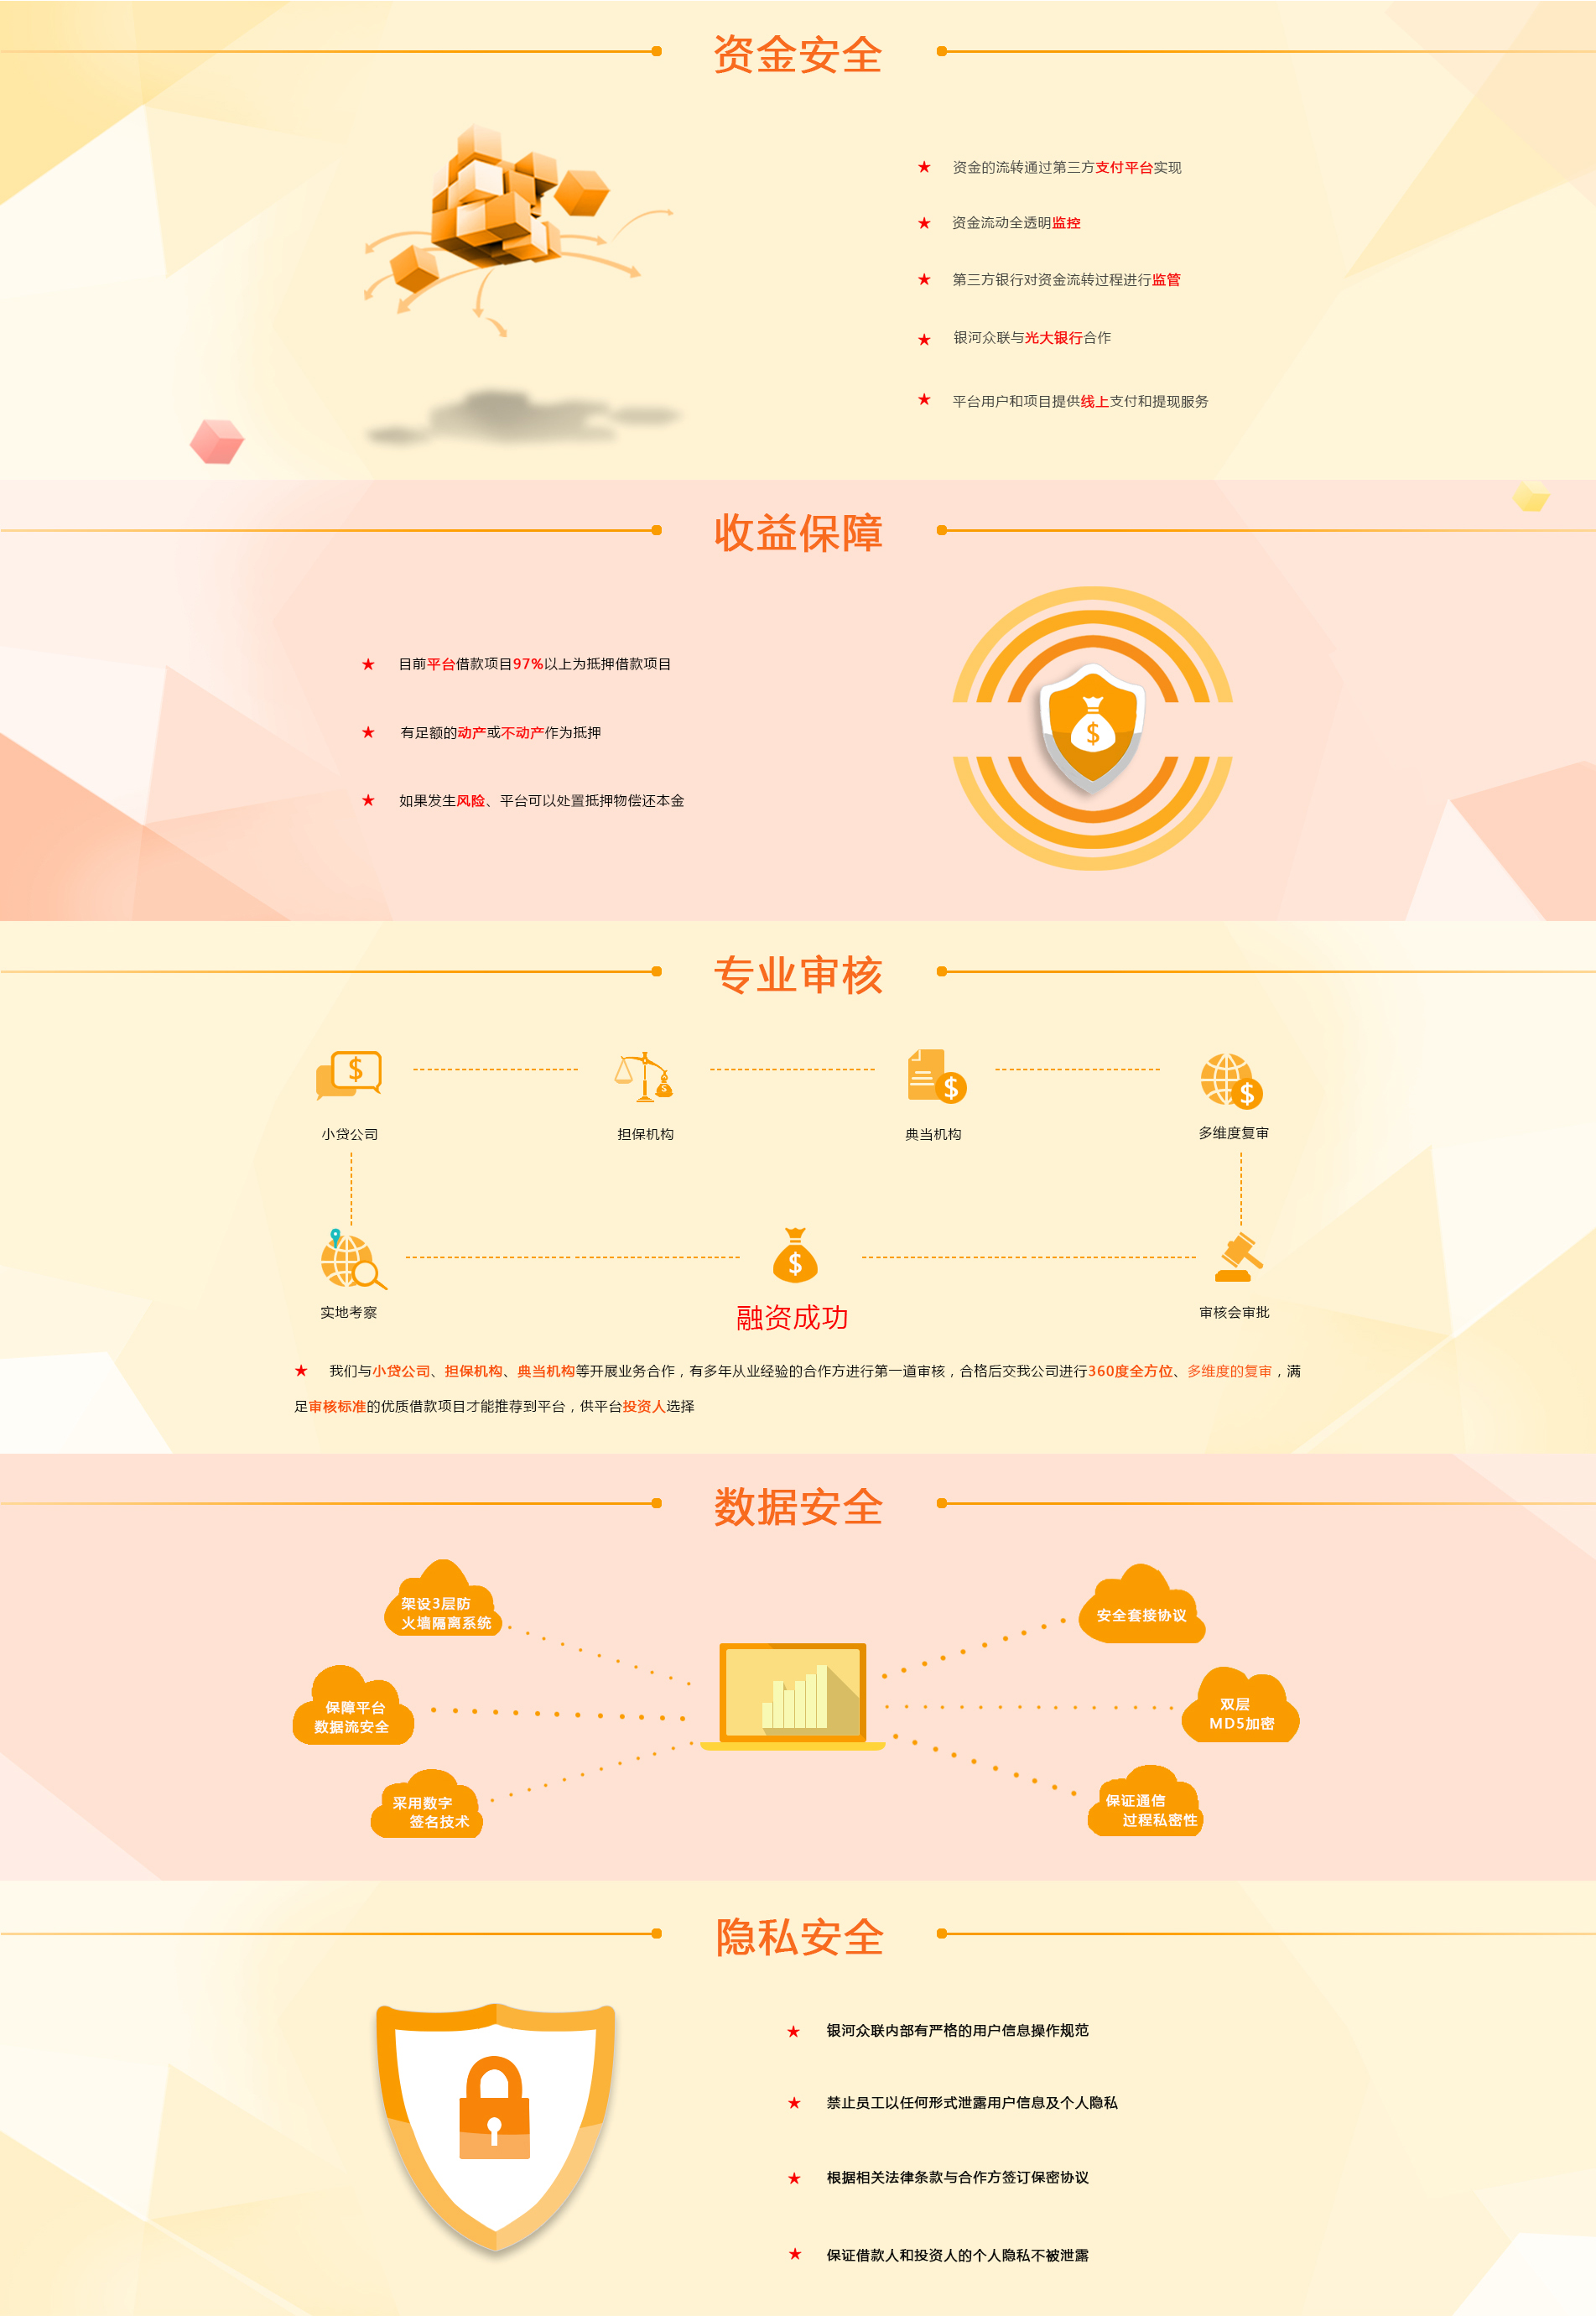 资金安全
资金的流转通过第三方支付平台实现
资金流动全透明监控
第三方银行对资金流转过程进行监管
银河众联与光大银行合作
平台用户和项目提供线上支付和提现服务
收益保障
目前平台借款项目97%以上为抵押借款项目
有足额的动产或不动产作为抵押
如果发生风险、平台可以处置抵押物偿还本金
$
专业审核
$
$
$
$
小贷公司
担保机构
典当机构
多维度复审
$
实地考察
融资成功
审核会审批
我们与小贷公司、担保机构、典当机构等开展业务合作，有多年从业经验的合作方进行第一道审核，合格后交我公司进行360度全方位、多维度的复审，满
足审核标准的优质借款项目才能推荐到平台，供平台投资人选择
数据安全
架设3层防
火墙隔离系统
安全套接协议
保障平台
数据流安全
双层
MD5加密
采用数字
签名技术
保证通信
过程私密性
隐私安全
银河众联内部有严格的用户信息操作规范
禁止员工以任何形式泄露用户信息及个人隐私
根据相关法律条款与合作方签订保密协议
保证借款人和投资人的个人隐私不被泄露